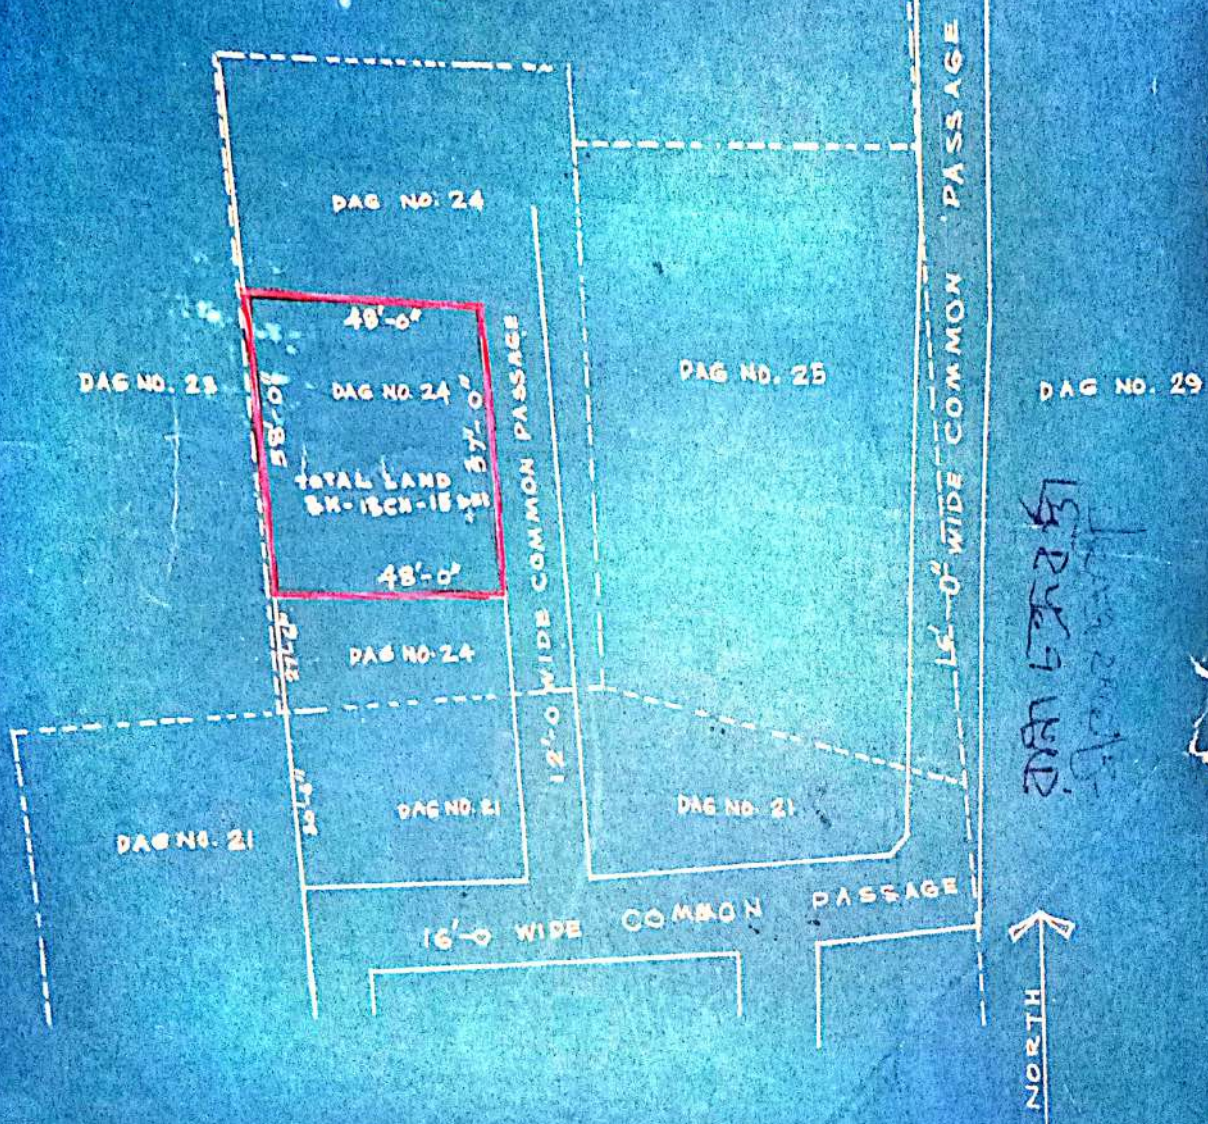 DAG NO. 24
48'-0"
DAG NO. 23
58'-0"
DAG NO. 24
57'-0"
TOTAL LAND
12'-0 WIDE COMMON PASSAGE
DAG NO. 25
16'-0" WIDE COMMON PASSAGE
DAG NO. 29
48'-0"
DAG NO. 24
DAG NO. 21
DAG NO. 21
DAG NO. 21
16'-0 WIDE COMMON PASSAGE
NORTH